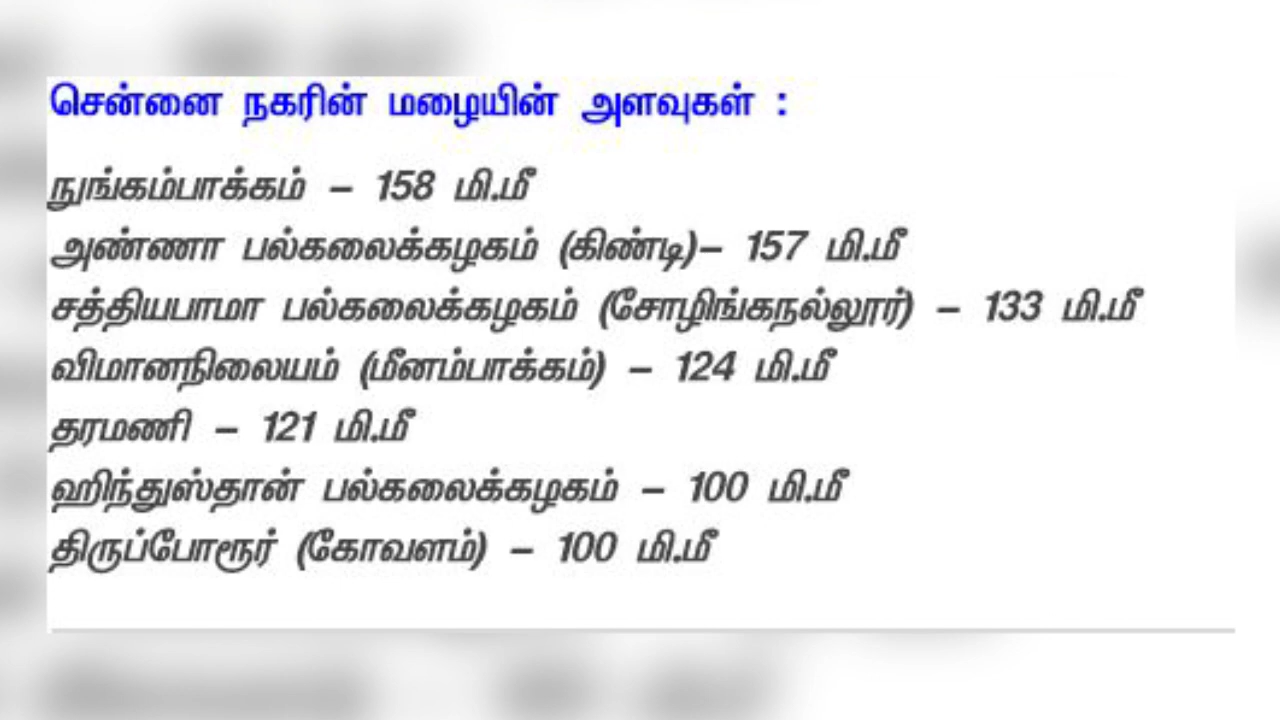 சென்னை நகரின் மழையின் அளவுகள் :
நுங்கம்பாக்கம் – 158 மி.மீ
அண்ணா பல்கலைக்கழகம் (கிண்டி)– 157 மி.மீ
சத்தியபாமா பல்கலைக்கழகம் (சோழிங்கநல்லூர்) – 133 மி.மீ
விமானநிலையம் (மீனம்பாக்கம்) – 124 மி.மீ
தரமணி – 121 மி.மீ
ஹிந்துஸ்தான் பல்கலைக்கழகம் – 100 மி.மீ
திருப்போரூர் (கோவளம்) – 100 மி.மீ